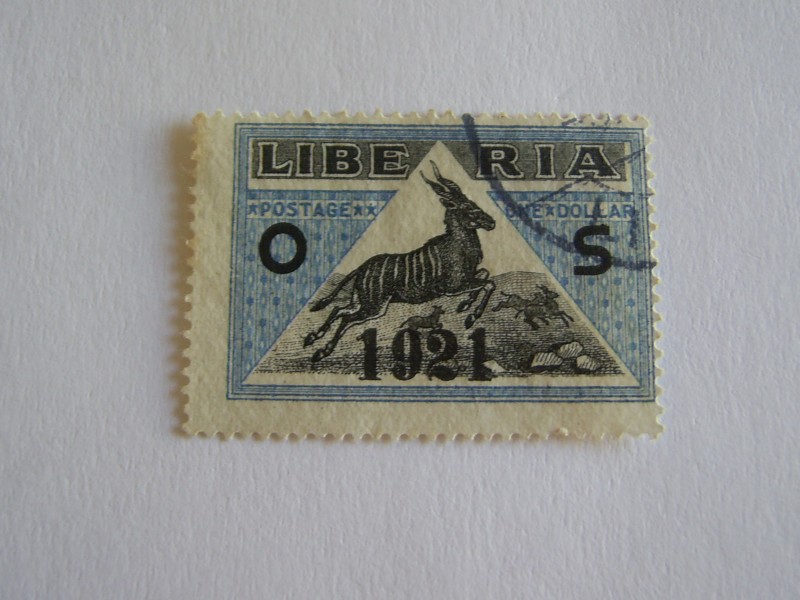 LIBERIA
★POSTAGE★★ ONE★DOLLAR
O S
1921